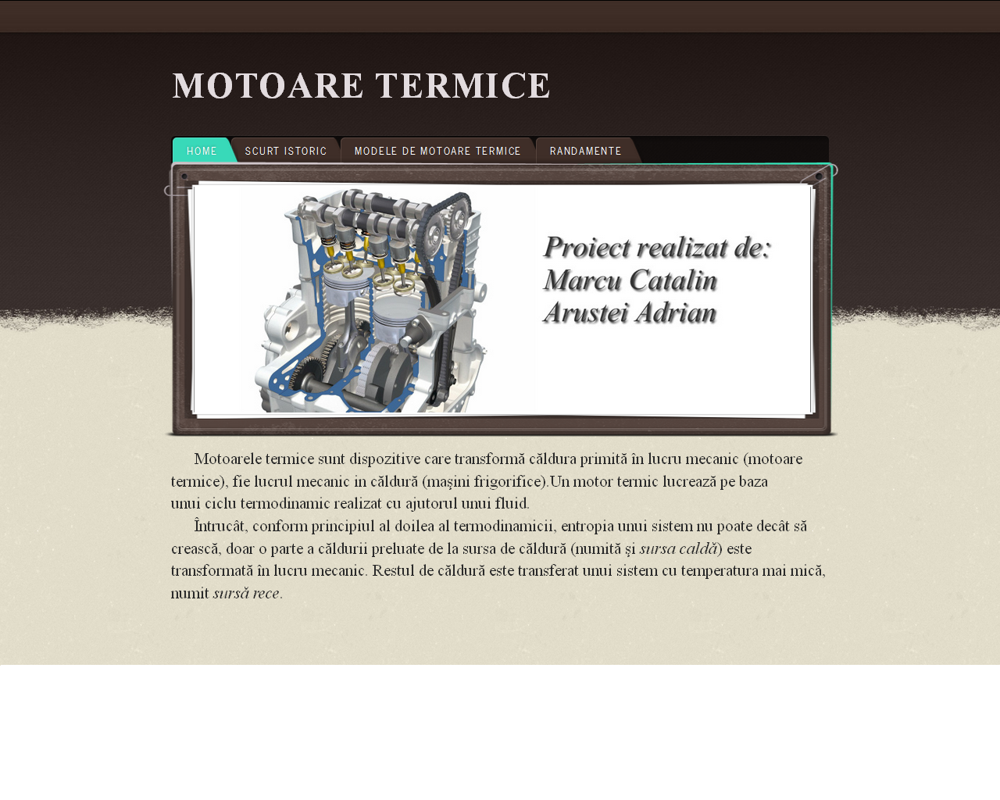 MOTOARE TERMICE
HOME
SCURT ISTORIC
MODELE DE MOTOARE TERMICE
RANDAMENTE
Proiect realizat de:
Marcu Catalin
Arustei Adrian
Motoarele termice sunt dispozitive care transformă căldura primită în lucru mecanic (motoare
termice), fie lucrul mecanic in căldură (maşini frigorifice).Un motor termic lucrează pe baza
unui ciclu termodinamic realizat cu ajutorul unui fluid.
Întrucât, conform principiul al doilea al termodinamicii, entropia unui sistem nu poate decât să
crească, doar o parte a căldurii preluate de la sursa de căldură (numită şi sursa caldă) este
transformată în lucru mecanic. Restul de căldură este transferat unui sistem cu temperatura mai mică,
numit sursă rece.